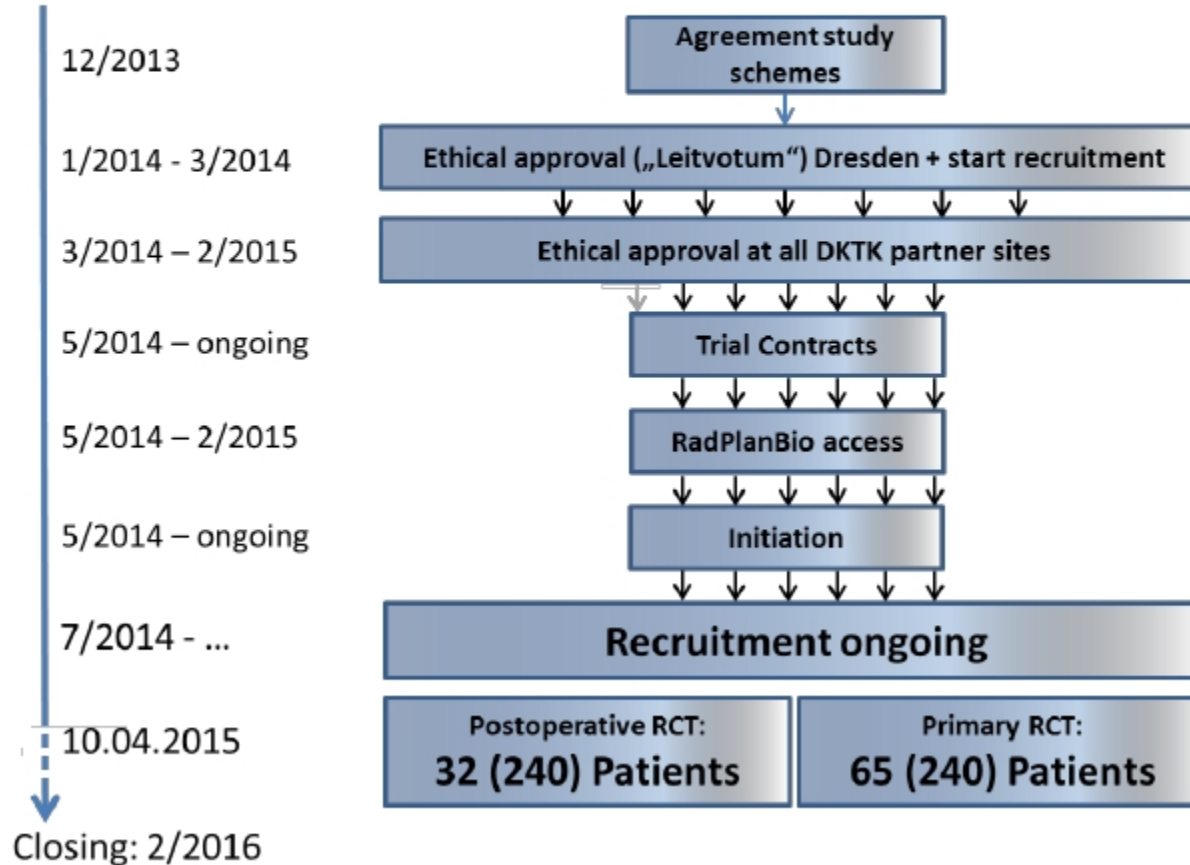 12/2013
Agreement study
schemes
1/2014 - 3/2014
Ethical approval („Leitvotum“) Dresden + start recruitment
3/2014 – 2/2015
Ethical approval at all DKTK partner sites
5/2014 – ongoing
Trial Contracts
5/2014 – 2/2015
RadPlanBio access
5/2014 – ongoing
Initiation
7/2014 - ...
Recruitment ongoing
10.04.2015
Postoperative RCT:
32 (240) Patients
Primary RCT:
65 (240) Patients
Closing: 2/2016